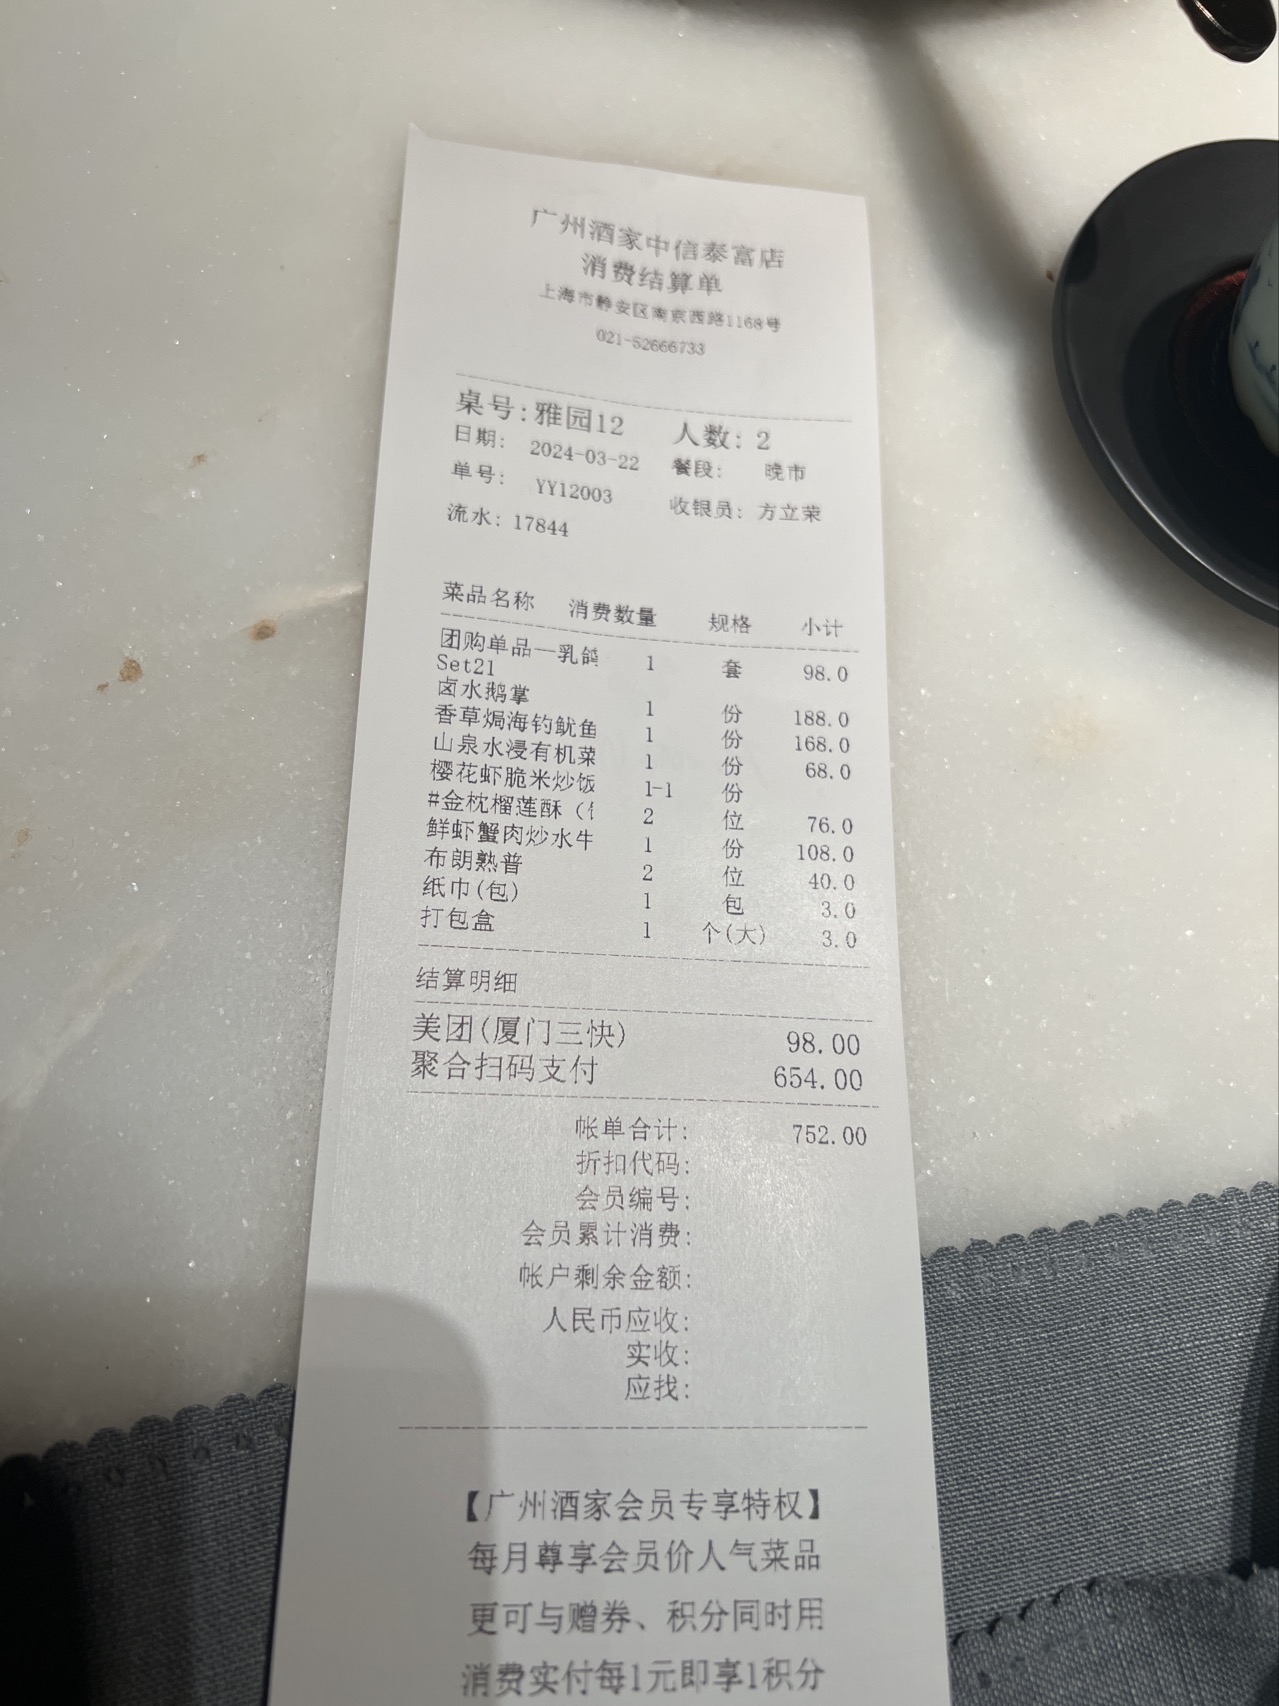 广州酒家中信泰富店
消费结算单
上海市静安区南京西路1168号
021-52666733
桌号:雅园12 人数: 2
日期: 2024-03-22 餐段: 晚市
单号: YY12003 收银员: 方立荣
流水: 17844
菜品名称 消费数量 规格 小计
团购单品—乳鸽 1 套 98.0
Set21
卤水鹅掌 1 份 188.0
香草焗海钓鱿鱼 1 份 168.0
山泉水浸有机菜 1 份 68.0
樱花虾脆米炒饭 1-1 份
#金枕榴莲酥( 2 位 76.0
鲜虾蟹肉炒水牛 1 份 108.0
布朗熟普 2 位 40.0
纸巾(包) 1 包 3.0
打包盒 1 个(大) 3.0
结算明细
美团(厦门三快) 98.00
聚合扫码支付 654.00
帐单合计: 752.00
折扣代码:
会员编号:
会员累计消费:
帐户剩余金额:
人民币应收:
实收:
应找:
【广州酒家会员专享特权】
每月尊享会员价人气菜品
更可与赠券、积分同时用
消费实付每1元即享1积分